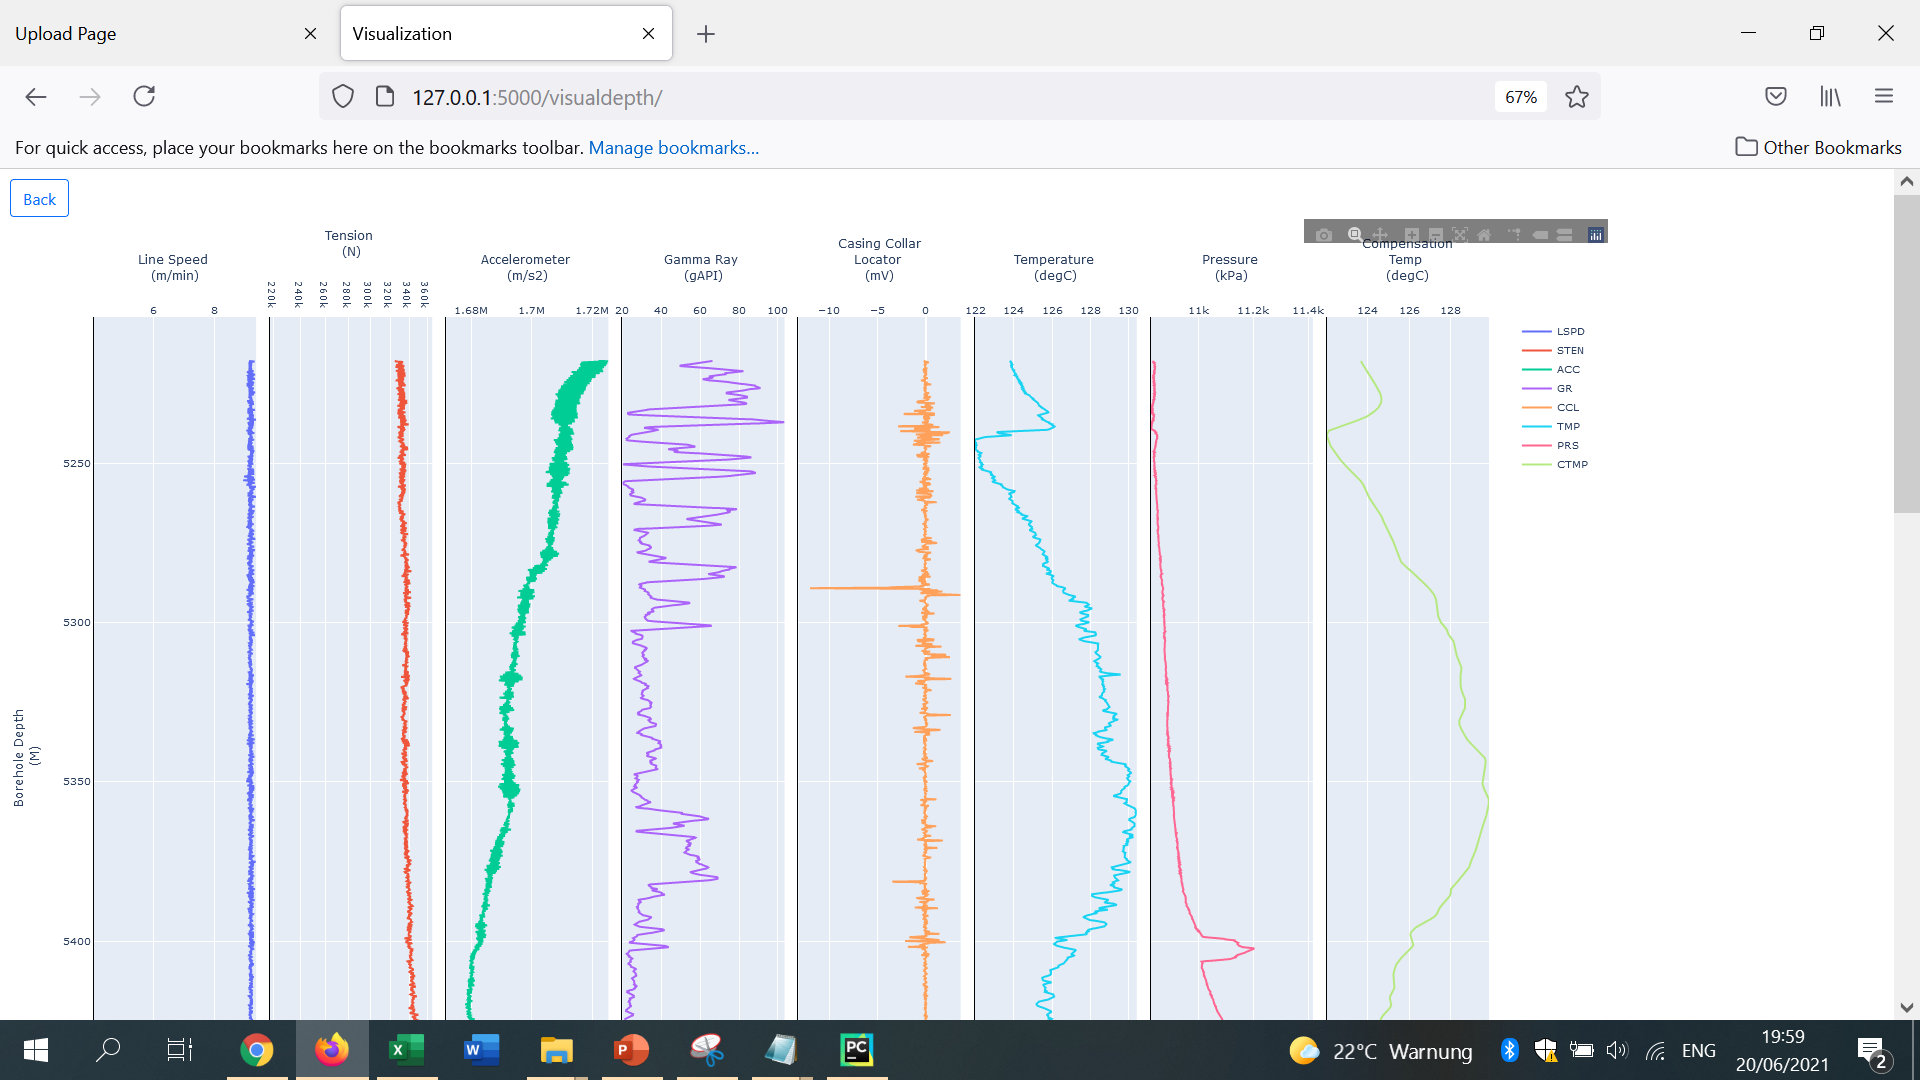 Upload Page
Visualization
127.0.0.1:5000/visualdepth/
67%
For quick access, place your bookmarks here on the bookmarks toolbar. Manage bookmarks...
Other Bookmarks
Back
Line Speed
(m/min)
Tension
(N)
Accelerometer
(m/s2)
Gamma Ray
(gAPI)
Casing Collar
Locator
(mV)
Temperature
(degC)
Pressure
(kPa)
Compensation
Temp
(degC)
6 8
220k 240k 260k 280k 300k 320k 340k 360k
1.68M 1.7M 1.72M
20 40 60 80 100
−10 −5 0
122 124 126 128 130
11k 11.2k 11.4k
124 126 128
LSPD
STEN
ACC
GR
CCL
TMP
PRS
CTMP
5250
5300
5350
5400
Borehole Depth
(M)
22°C Warnung
ENG
19:59
20/06/2021
2
X
W
P
PC